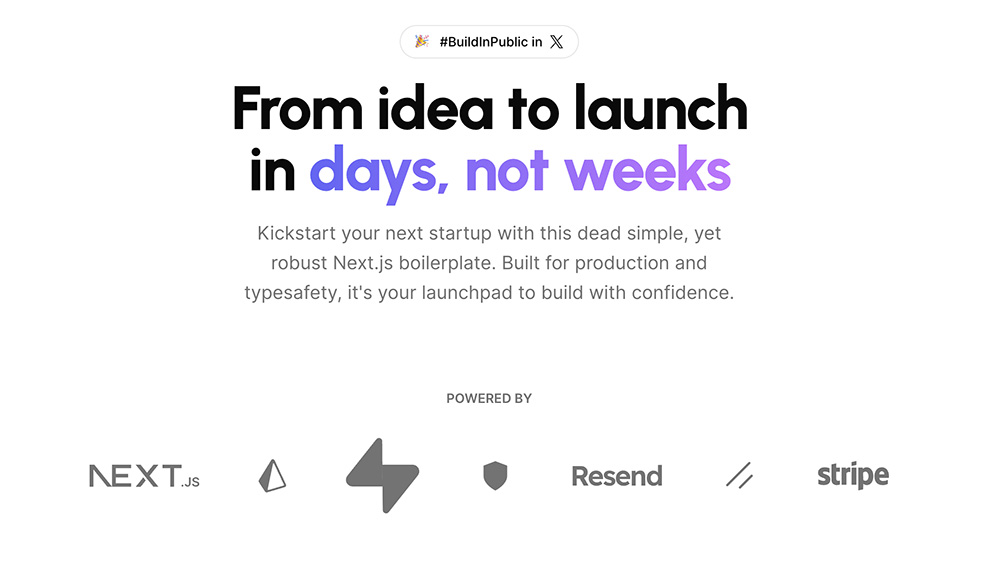 🎉 #BuildInPublic in X
From idea to launch
in days, not weeks
Kickstart your next startup with this dead simple, yet
robust Next.js boilerplate. Built for production and
typesafety, it's your launchpad to build with confidence.
POWERED BY
NEXT.JS Resend stripe